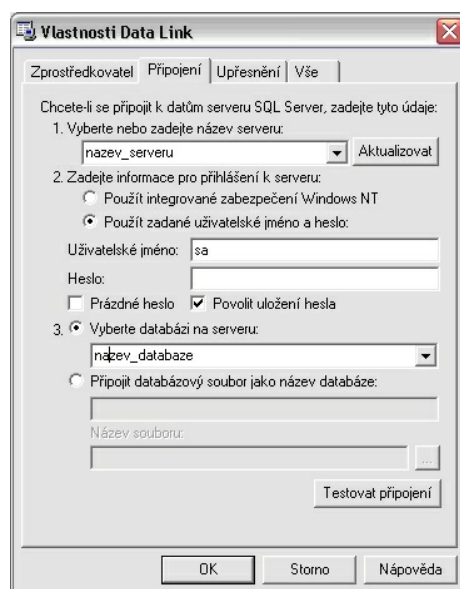 Vlastnosti Data Link
Zprostředkovatel Připojení Upřesnění Vše
Chcete-li se připojit k datům serveru SQL Server, zadejte tyto údaje:
1. Vyberte nebo zadejte název serveru:
nazev_serveru Aktualizovat
2. Zadejte informace pro přihlášení k serveru:
Použít integrované zabezpečení Windows NT
Použít zadané uživatelské jméno a heslo:
Uživatelské jméno: sa
Heslo:
Prázdné heslo Povolit uložení hesla
3. Vyberte databázi na serveru:
nazev_databaze
Připojit databázový soubor jako název databáze:
Název souboru:
...
Testovat připojení
OK Storno Nápověda